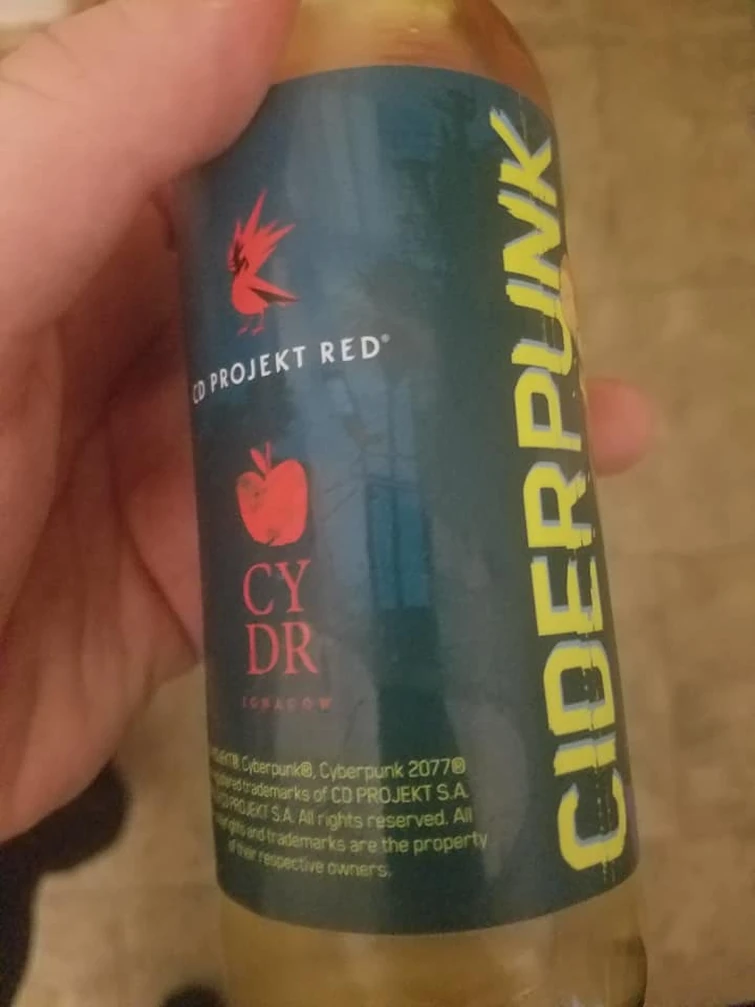 CD PROJEKT RED®
CY
DR
IGNACÓW
Cyberpunk®, Cyberpunk 2077®
trademarks of CD PROJEKT S.A.
PROJEKT S.A. All rights reserved. All
and trademarks are the property
of their respective owners.
CIDERPUNK